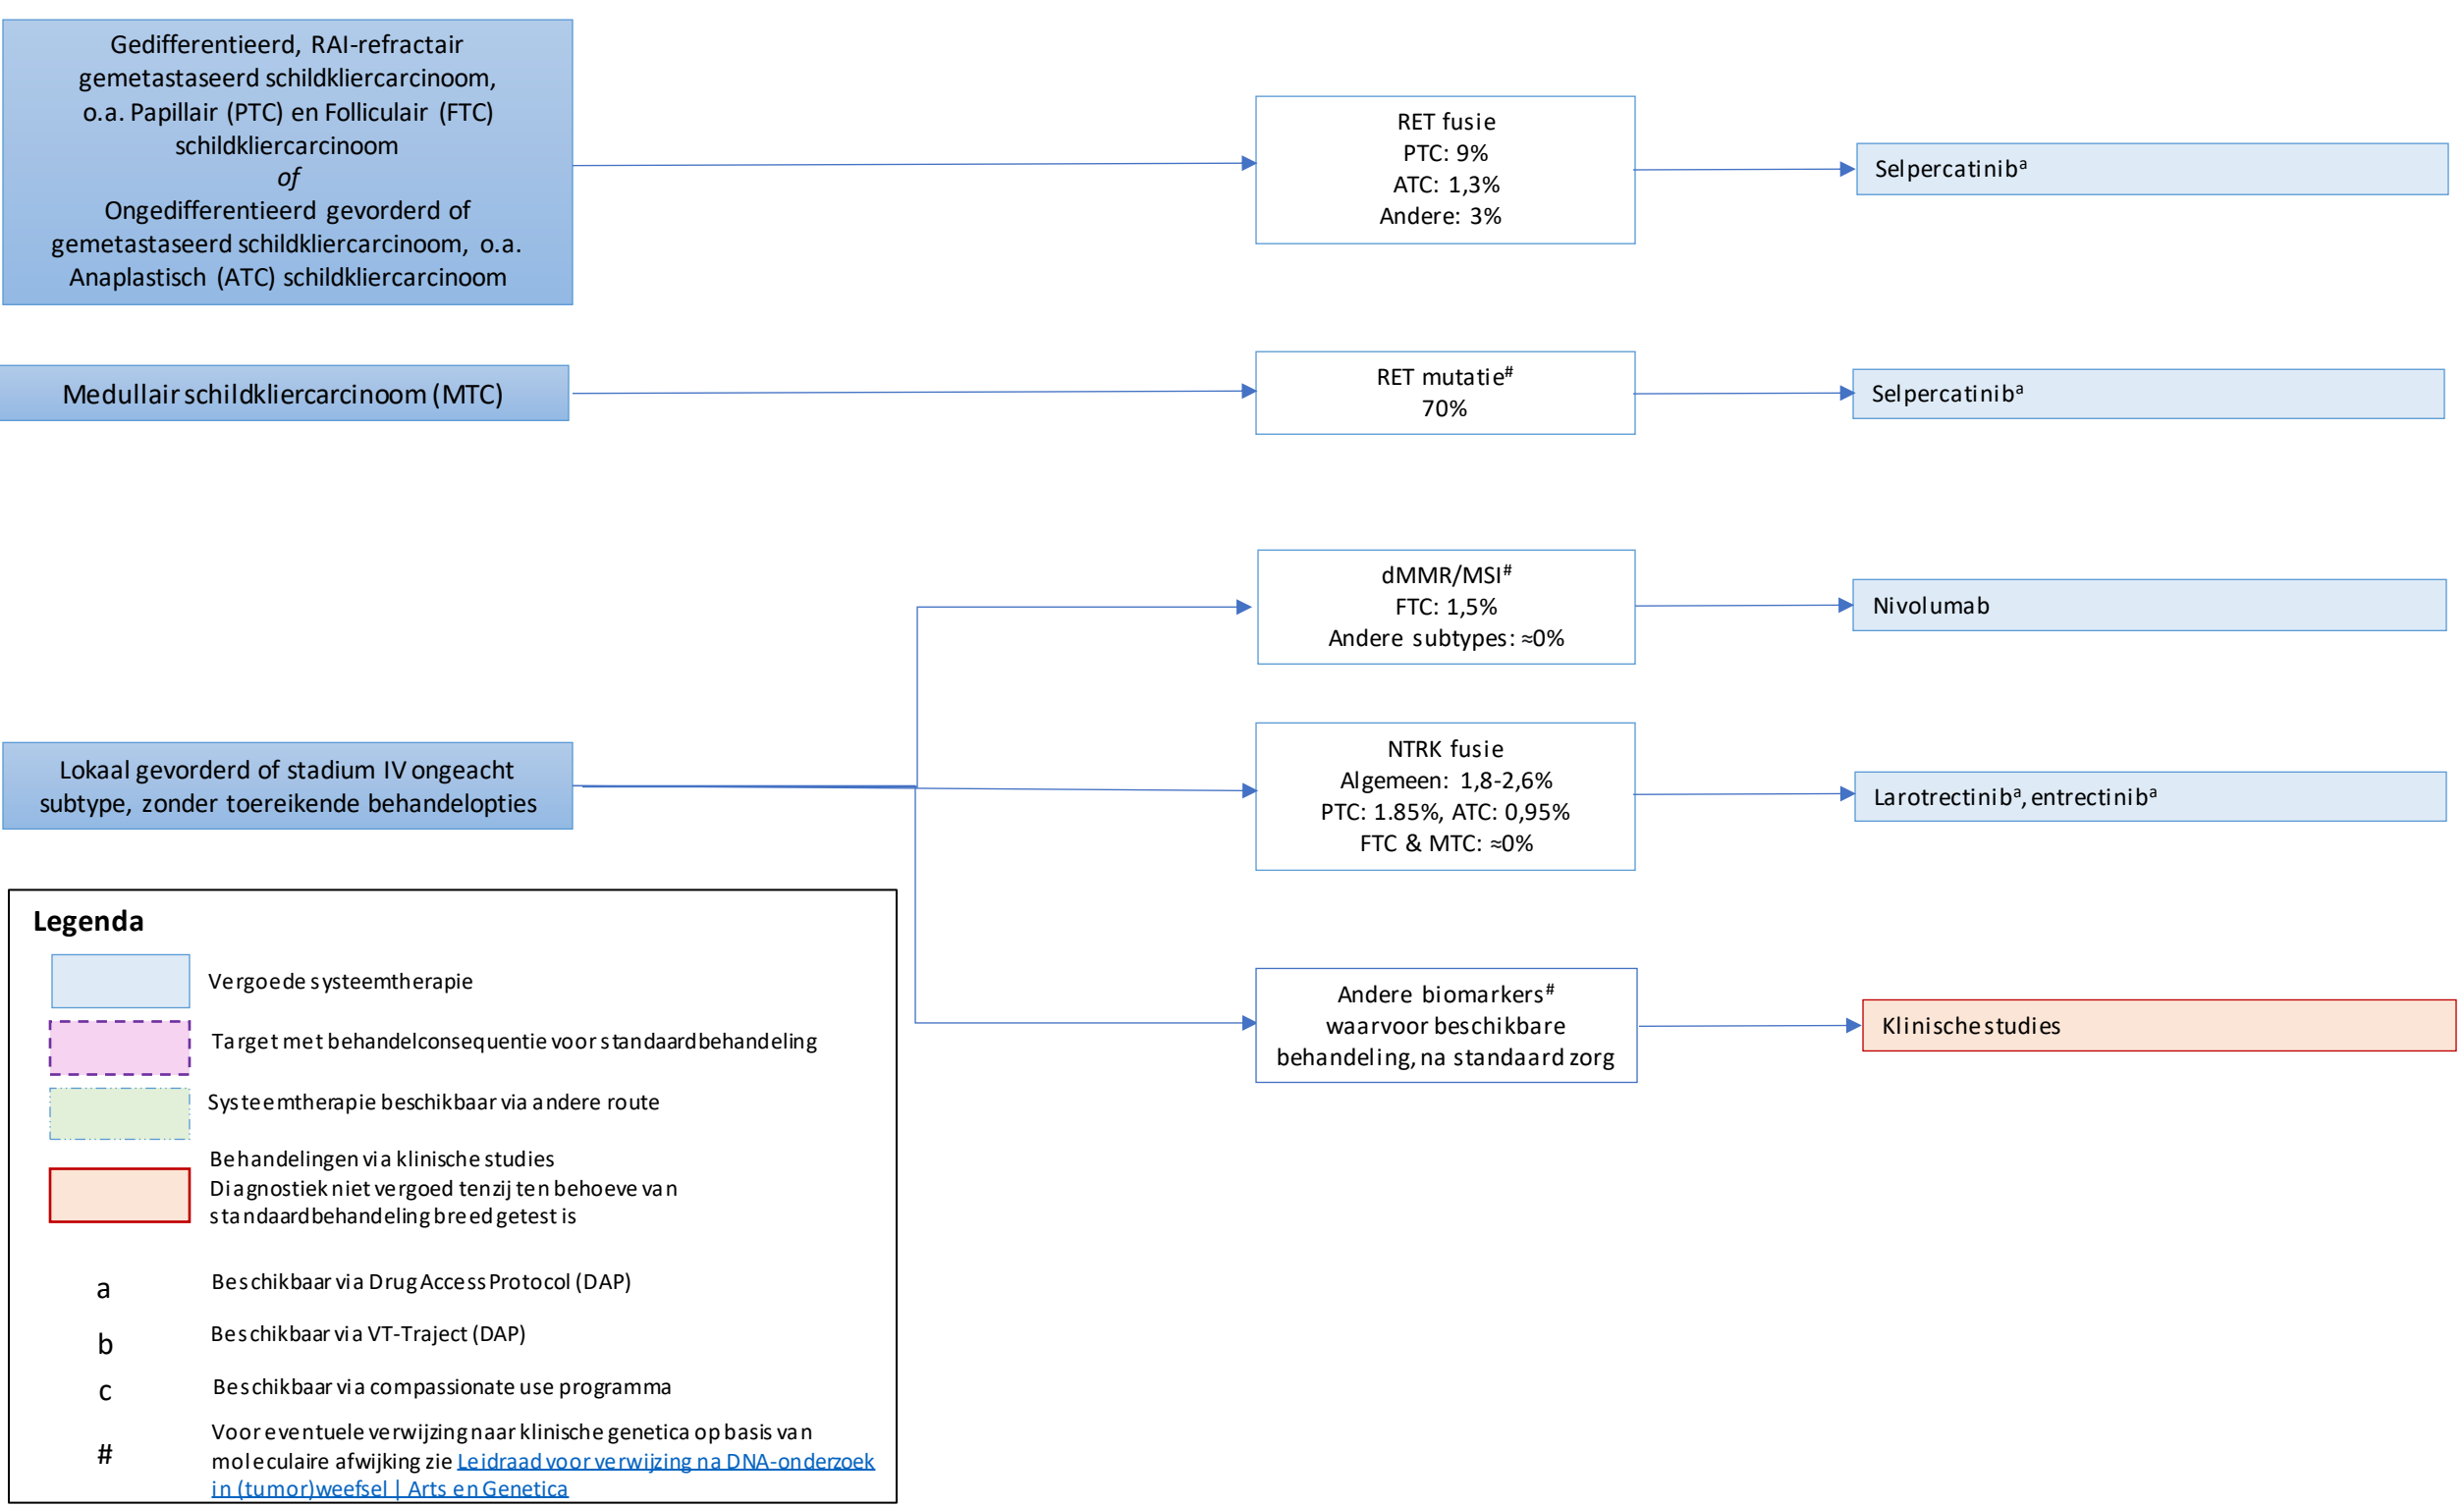 Gedifferentieerd, RAI-refractair
gemetastaseerd schildkliercarcinoom,
o.a. Papillair (PTC) en Folliculair (FTC)
schildkliercarcinoom
of
Ongedifferentieerd gevorderd of
gemetastaseerd schildkliercarcinoom, o.a.
Anaplastisch (ATC) schildkliercarcinoom
RET fusie
PTC: 9%
ATC: 1,3%
Andere: 3%
Selpercatinibᵃ
Medullair schildkliercarcinoom (MTC)
RET mutatie#
70%
Selpercatinibᵃ
dMMR/MSI#
FTC: 1,5%
Andere subtypes: ≈0%
Nivolumab
Lokaal gevorderd of stadium IV ongeacht
subtype, zonder toereikende behandelopties
NTRK fusie
Algemeen: 1,8-2,6%
PTC: 1.85%, ATC: 0,95%
FTC & MTC: ≈0%
Larotrectinibᵃ, entrectinibᵃ
Andere biomarkers#
waarvoor beschikbare
behandeling, na standaard zorg
Klinische studies
Legenda
Vergoede systeemtherapie
Target met behandelconsequentie voor standaardbehandeling
Systeemtherapie beschikbaar via andere route
Behandelingen via klinische studies
Diagnostiek niet vergoed tenzij ten behoeve van
standaardbehandeling breed getest is
a Beschikbaar via Drug Access Protocol (DAP)
b Beschikbaar via VT-Traject (DAP)
c Beschikbaar via compassionate use programma
# Voor eventuele verwijzing naar klinische genetica op basis van
moleculaire afwijking zie Leidraad voor verwijzing na DNA-onderzoek
in (tumor)weefsel | Arts en Genetica